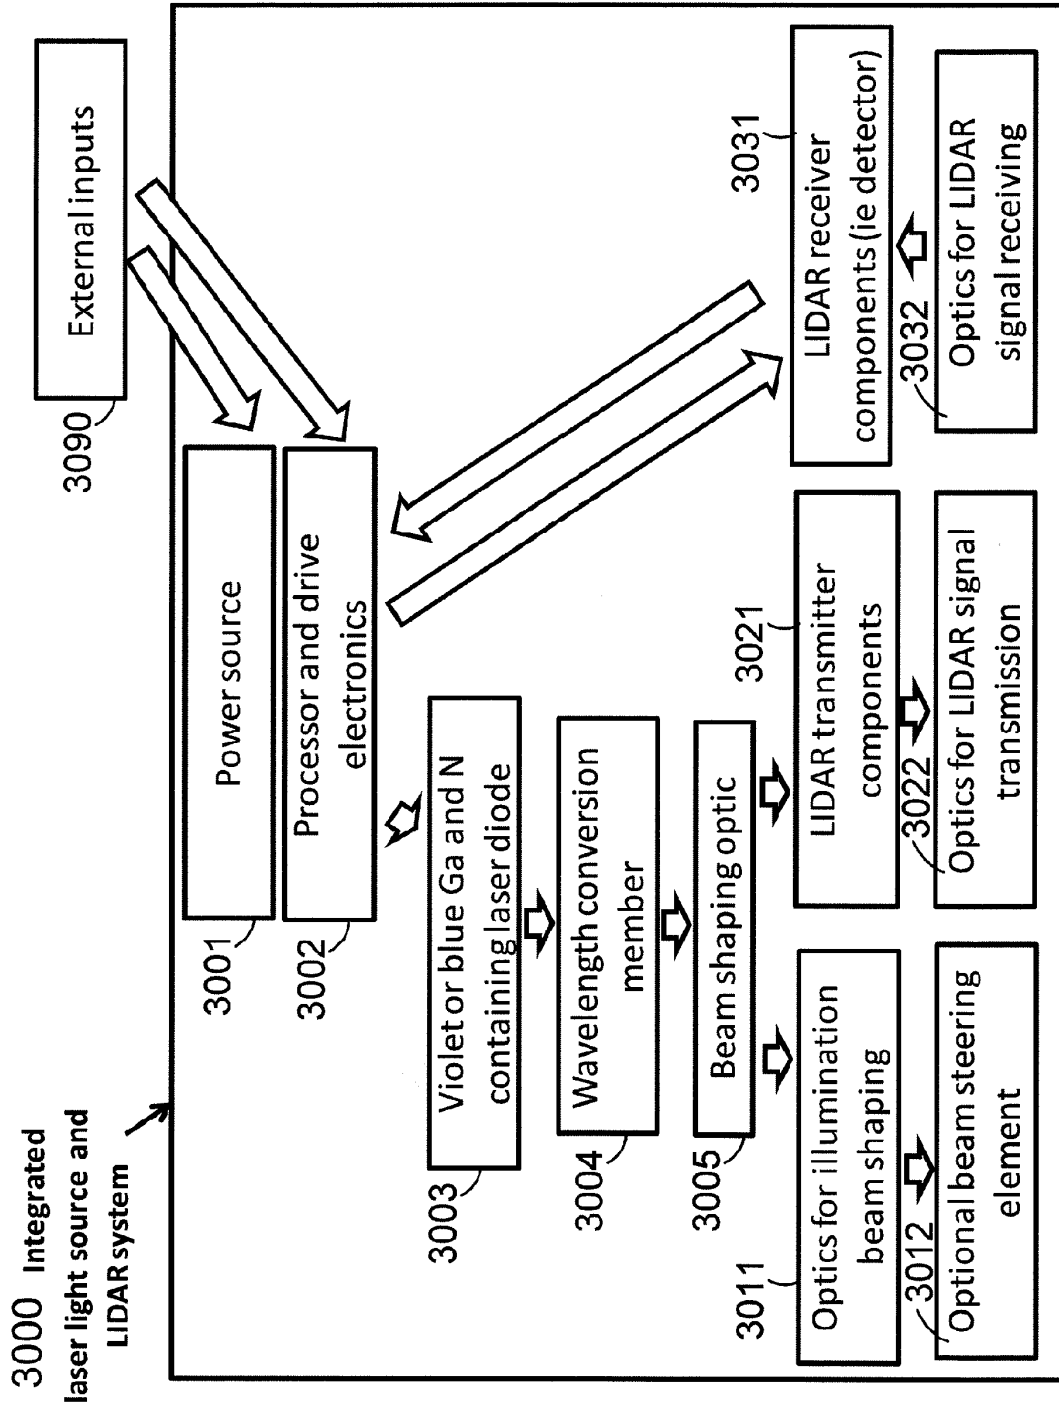 3000 Integrated
laser light source and
LIDAR system
External inputs
3090
Power source
3001
Processor and drive
electronics
3002
Violet or blue Ga and N
containing laser diode
3003
Wavelength conversion
member
3004
Beam shaping optic
3005
Optics for illumination
beam shaping
3011
Optional beam steering
element
3012
LIDAR transmitter
components
3021
Optics for LIDAR signal
transmission
3022
LIDAR receiver
components (ie detector)
3031
Optics for LIDAR
signal receiving
3032